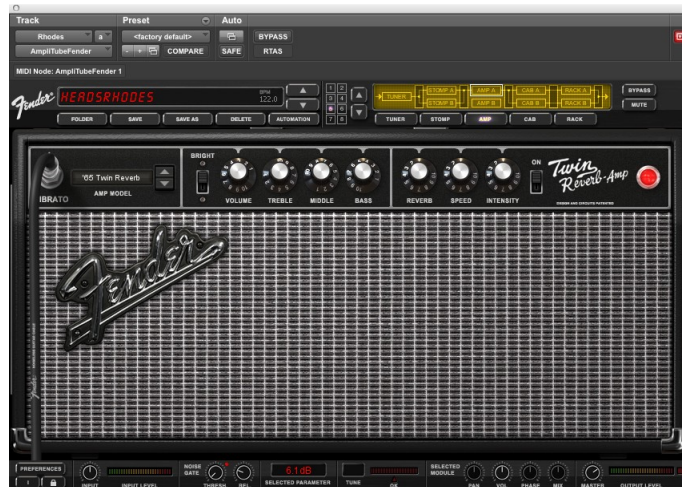 Track Preset Auto
Rhodes a <factory default> BYPASS
AmpliTubeFender - + COMPARE SAFE RTAS
MIDI Node: AmpliTubeFender 1
Fender HERDSRHODES BPM 122.0
1 2
3 4
5 6
7 8
TUNER STOMP A AMP A CAB A RACK A
STOMP B AMP B CAB B RACK B
BYPASS
MUTE
FOLDER SAVE SAVE AS DELETE AUTOMATION TUNER STOMP AMP CAB RACK
IBRATO
'65 Twin Reverb
AMP MODEL
BRIGHT
VOLUME TREBLE MIDDLE BASS REVERB SPEED INTENSITY
ON
Twin Reverb-Amp
Fender
PREFERENCES
INPUT INPUT LEVEL
NOISE GATE
THRESH REL
6.1dB
SELECTED PARAMETER
TUNE OK
SELECTED MODULE
PAN VOL PHASE MIX
MASTER OUTPUT LEVEL